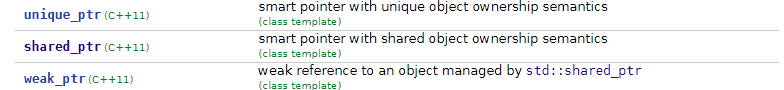 unique_ptr (C++11) smart pointer with unique object ownership semantics
(class template)
shared_ptr (C++11) smart pointer with shared object ownership semantics
(class template)
weak_ptr (C++11) weak reference to an object managed by std::shared_ptr
(class template)